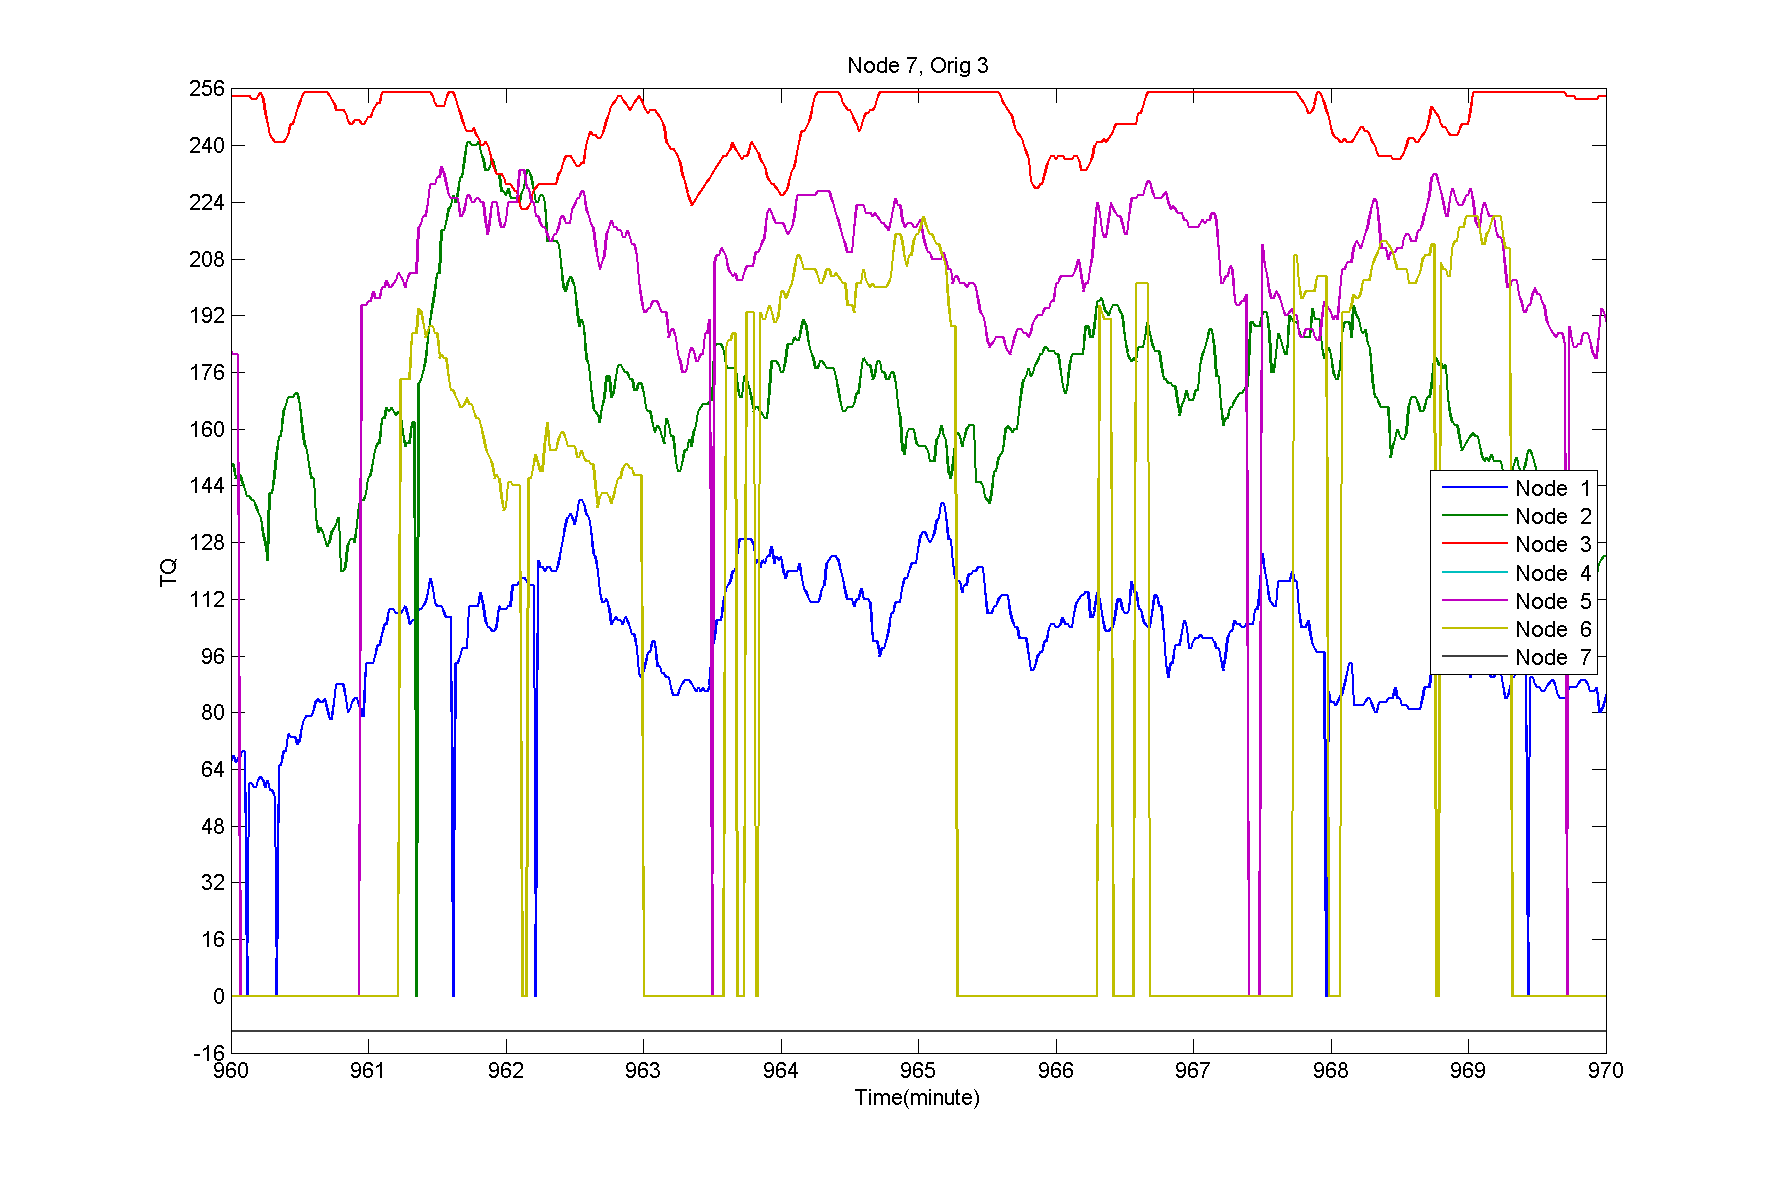 Node 7, Orig 3
256
240
224
208
192
176
160
144
128
112
96
80
64
48
32
16
0
-16
TQ
Node 1
Node 2
Node 3
Node 4
Node 5
Node 6
Node 7
960 961 962 963 964 965 966 967 968 969 970
Time(minute)